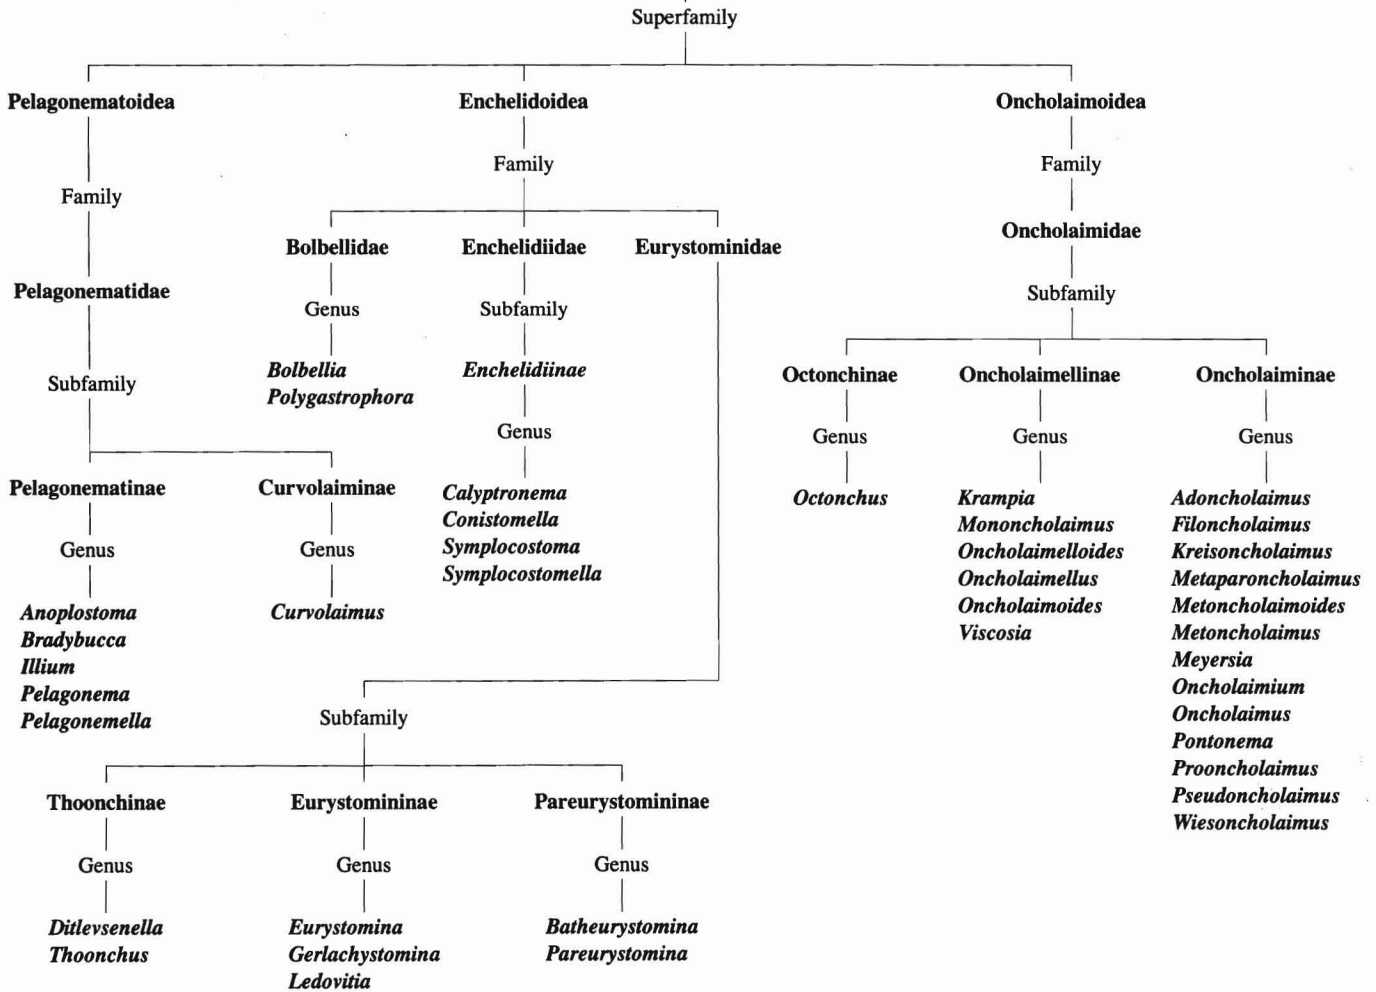 Superfamily
Pelagonematoidea
Enchelidoidea
Oncholaimoidea
Family
Family
Family
Pelagonematidae
Bolbellidae
Enchelidiidae
Eurystominidae
Oncholaimidae
Subfamily
Genus
Subfamily
Subfamily
Bolbellia
Polygastrophora
Enchelidiinae
Genus
Calyptronema
Conistomella
Symplocostoma
Symplocostomella
Octonchinae
Oncholaimellinae
Oncholaiminae
Genus
Genus
Genus
Octonchus
Krampia
Mononcholaimus
Oncholaimelloides
Oncholaimellus
Oncholaimoides
Viscosia
Adoncholaimus
Filoncholaimus
Kreisoncholaimus
Metaparoncholaimus
Metoncholaimoides
Metoncholaimus
Meyersia
Oncholaimium
Oncholaimus
Pontonema
Prooncholaimus
Pseudoncholaimus
Wiesoncholaimus
Pelagonematinae
Curvolaiminae
Genus
Genus
Anoplostoma
Bradybucca
Illium
Pelagonema
Pelagonemella
Curvolaimus
Subfamily
Thoonchinae
Eurystomininae
Pareurystomininae
Genus
Genus
Genus
Ditlevsenella
Thoonchus
Eurystomina
Gerlachystomina
Ledovitia
Batheurystomina
Pareurystomina